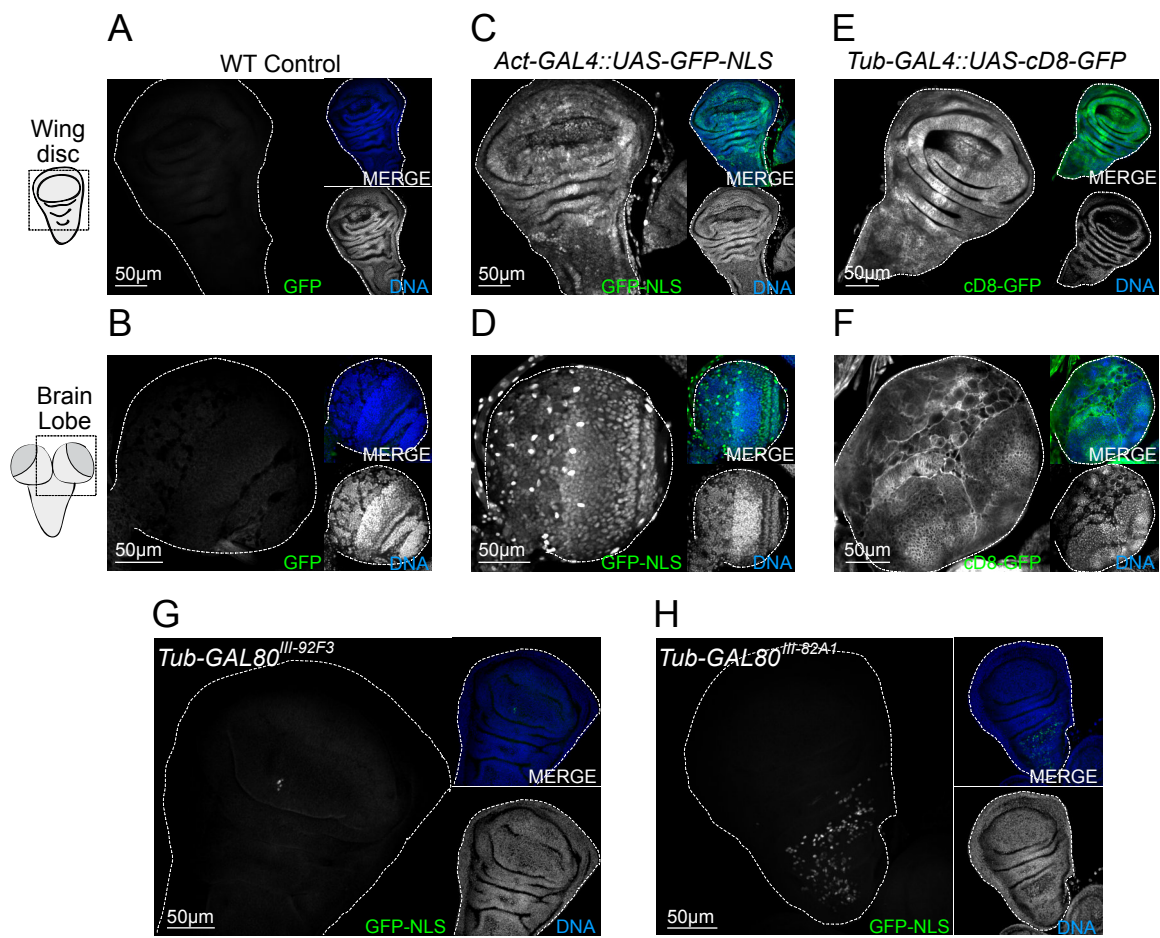 A
WT Control
C
Act-GAL4::UAS-GFP-NLS
E
Tub-GAL4::UAS-cD8-GFP
Wing
disc
MERGE
50µm
GFP
DNA
MERGE
50µm
GFP-NLS
DNA
MERGE
50µm
cD8-GFP
DNA
B
D
F
Brain
Lobe
MERGE
50µm
GFP
DNA
MERGE
50µm
GFP-NLS
DNA
MERGE
50µm
cD8-GFP
DNA
G
Tub-GAL80III-92F3
MERGE
50µm
GFP-NLS
DNA
H
Tub-GAL80III-82A1
MERGE
50µm
GFP-NLS
DNA